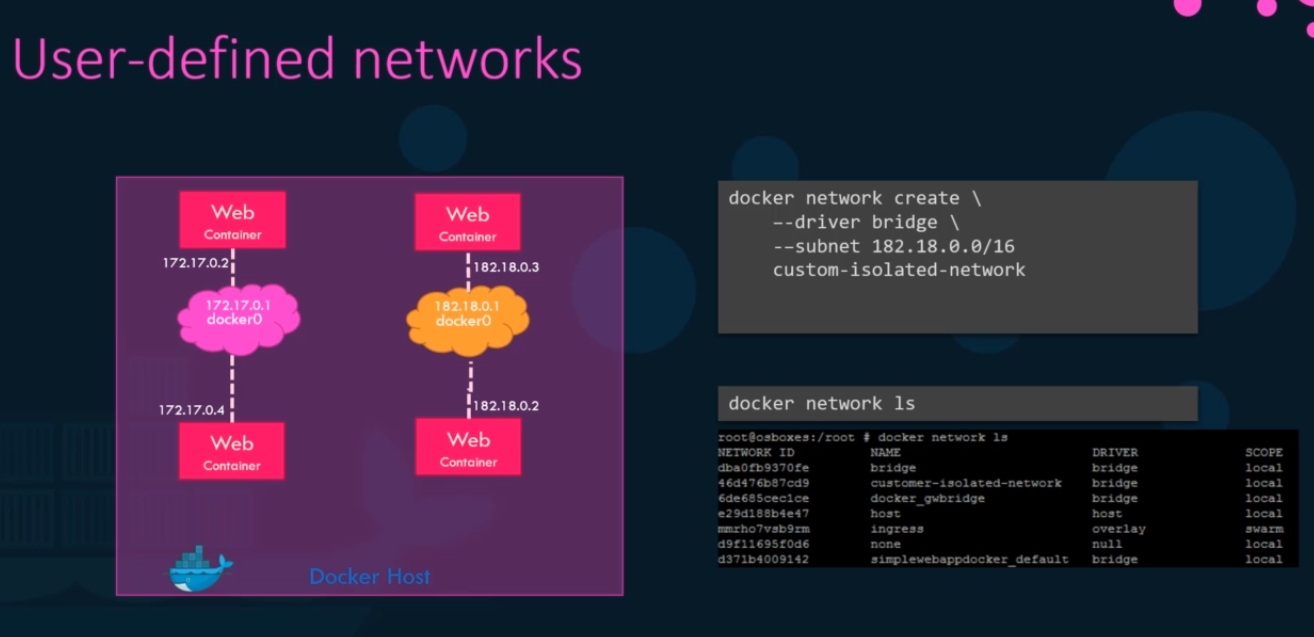 User-defined networks
Web
Container
172.17.0.2
172.17.0.1
docker0
172.17.0.4
Web
Container
Web
Container
182.18.0.3
182.18.0.1
docker0
182.18.0.2
Web
Container
Docker Host
docker network create \
–-driver bridge \
--subnet 182.18.0.0/16
custom-isolated-network
docker network ls
root@osboxes:/root # docker network ls
NETWORK ID NAME DRIVER SCOPE
dba0fb9370fe bridge bridge local
46d476b87cd9 customer-isolated-network bridge local
6de685cec1ce docker_gwbridge bridge local
e29d188b4e47 host host local
mmrho7vsb9rm ingress overlay swarm
d9f11695f0d6 none null local
d371b4009142 simplewebappdocker_default bridge local